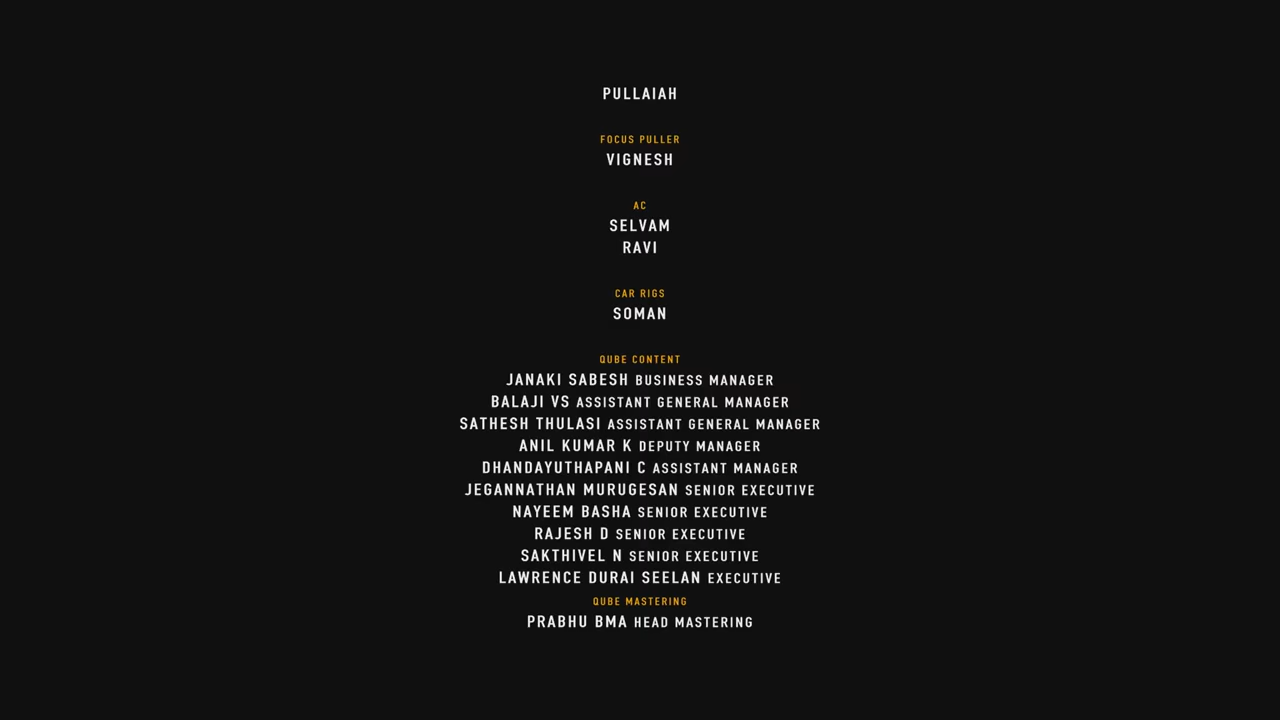 PULLAIAH
FOCUS PULLER
VIGNESH
AC
SELVAM
RAVI
CAR RIGS
SOMAN
QUBE CONTENT
JANAKI SABESH BUSINESS MANAGER
BALAJI VS ASSISTANT GENERAL MANAGER
SATHESH THULASI ASSISTANT GENERAL MANAGER
ANIL KUMAR K DEPUTY MANAGER
DHANDAYUTHAPANI C ASSISTANT MANAGER
JEGANNATHAN MURUGESAN SENIOR EXECUTIVE
NAYEEM BASHA SENIOR EXECUTIVE
RAJESH D SENIOR EXECUTIVE
SAKTHIVEL N SENIOR EXECUTIVE
LAWRENCE DURAI SEELAN EXECUTIVE
QUBE MASTERING
PRABHU BMA HEAD MASTERING